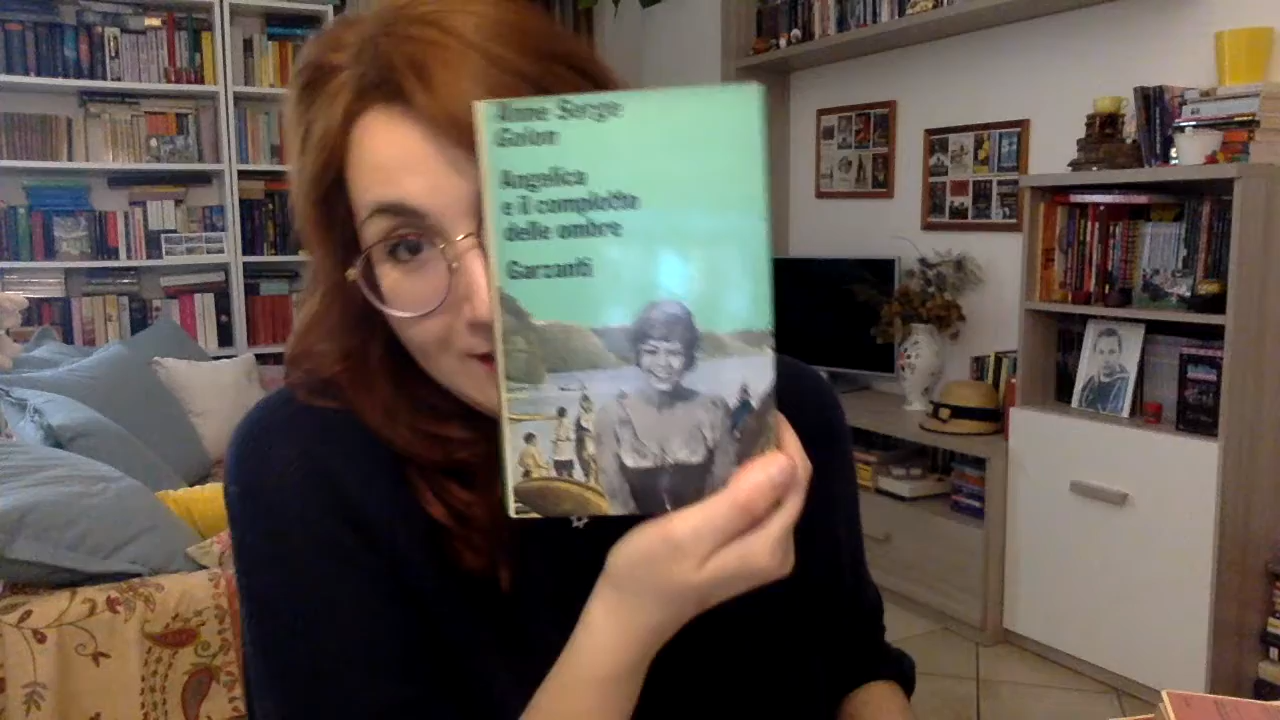 Anne Serge
Golon
Angelica
e il complotto
delle ombre
Garzanti